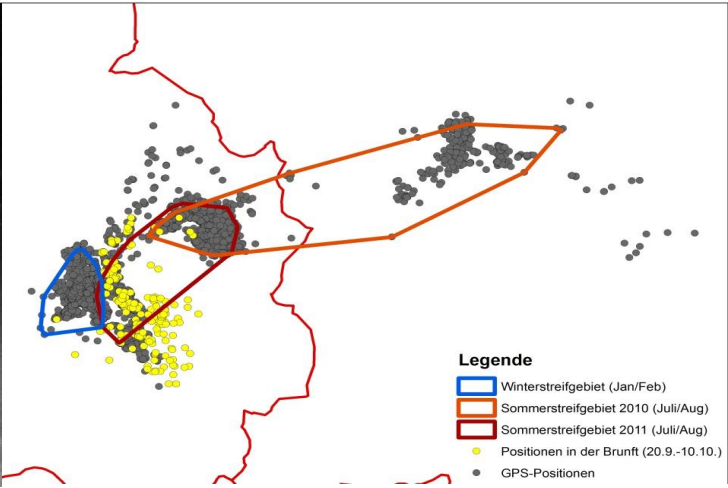 Legende
Winterstreifgebiet (Jan/Feb)
Sommerstreifgebiet 2010 (Juli/Aug)
Sommerstreifgebiet 2011 (Juli/Aug)
Positionen in der Brunft (20.9.-10.10.)
GPS-Positionen